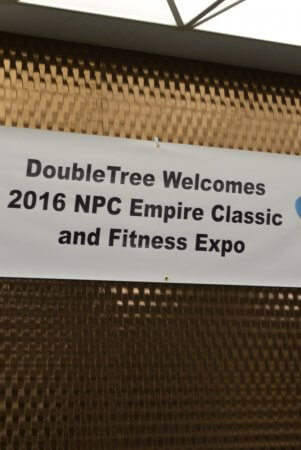 DoubleTree Welcomes
2016 NPC Empire Classic
and Fitness Expo